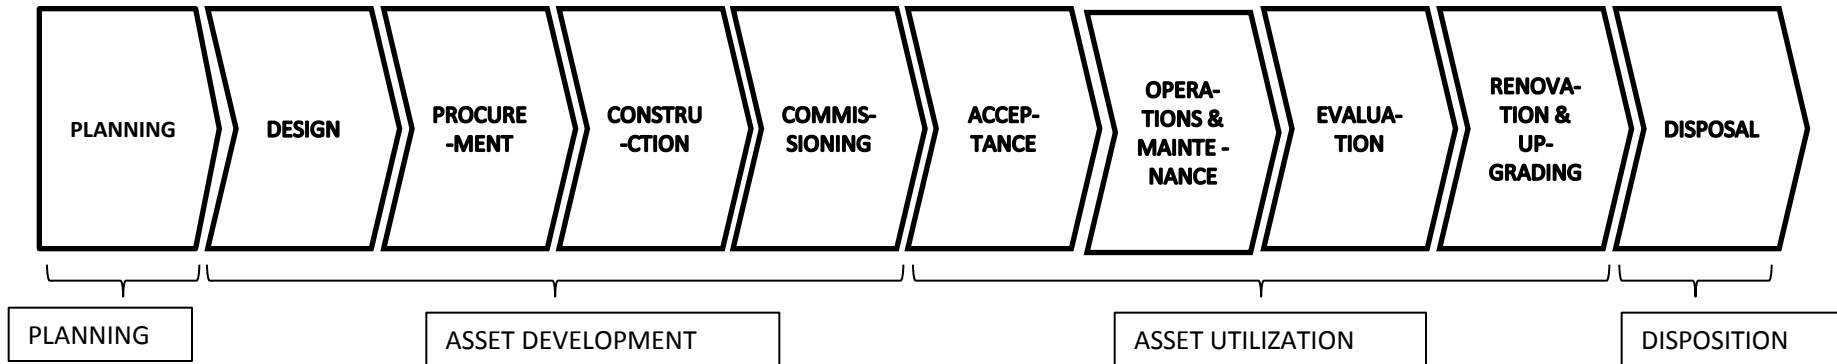 PLANNING
DESIGN
PROCURE
-MENT
CONSTRU
-CTION
COMMIS-
SIONING
ACCEP-
TANCE
OPERA-
TIONS &
MAINTE -
NANCE
EVALUA-
TION
RENOVA-
TION &
UP-
GRADING
DISPOSAL
PLANNING
ASSET DEVELOPMENT
ASSET UTILIZATION
DISPOSITION